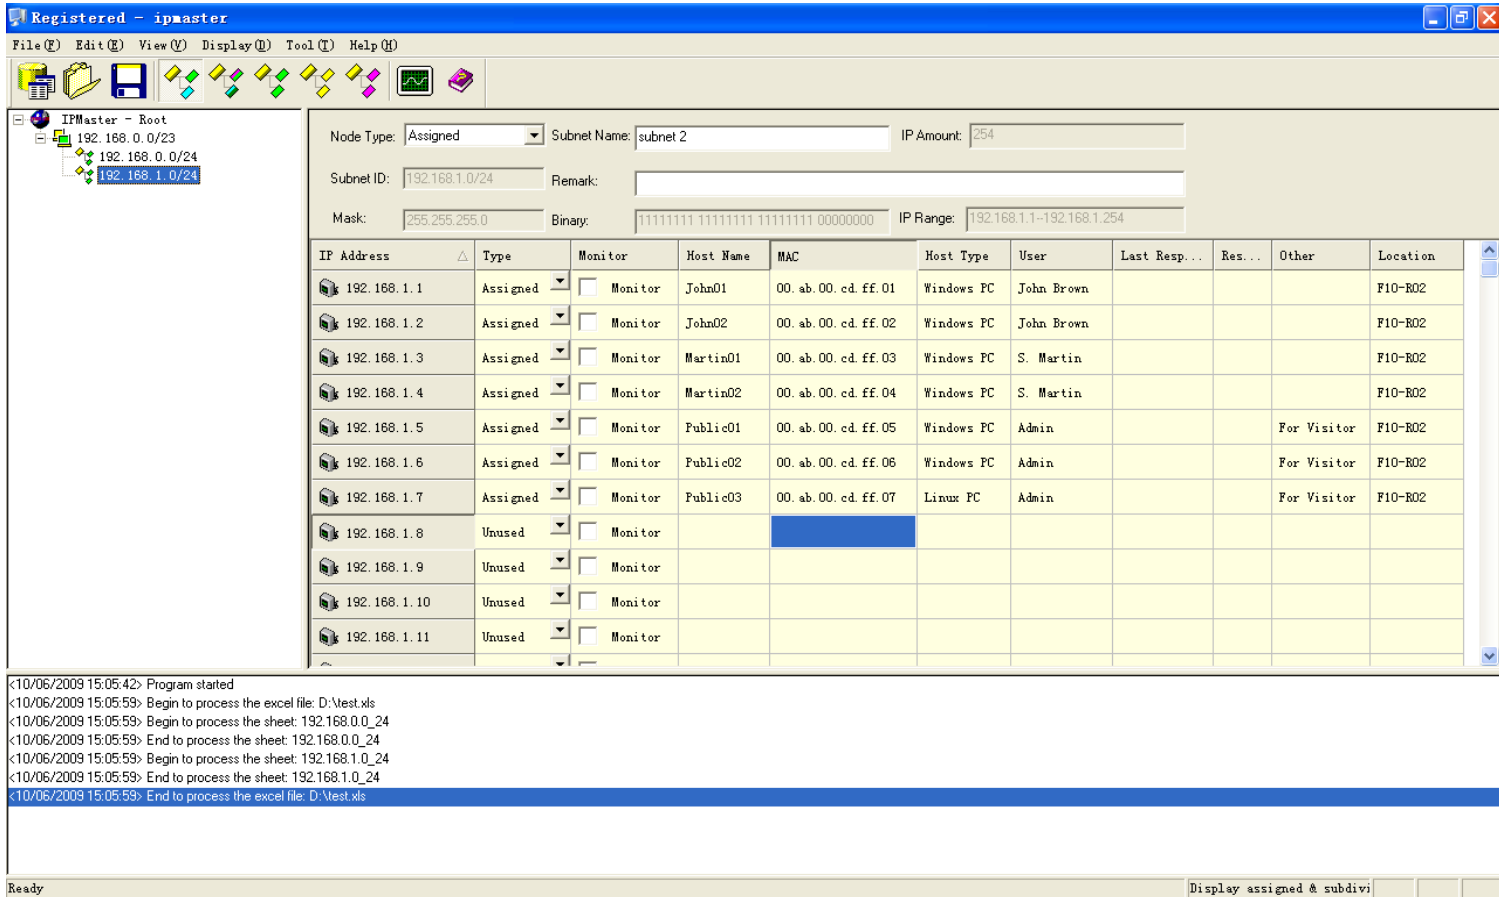 Registered - ipmaster
File(F) Edit(E) View(V) Display(D) Tool(T) Help(H)
IPMaster - Root
192.168.0.0/23
192.168.0.0/24
192.168.1.0/24
Node Type: Assigned Subnet Name: subnet 2 IP Amount: 254
Subnet ID: 192.168.1.0/24 Remark:
Mask: 255.255.255.0 Binary: 11111111 11111111 11111111 00000000 IP Range: 192.168.1.1--192.168.1.254
IP Address Type Monitor Host Name MAC Host Type User Last Resp... Res... Other Location
192.168.1.1 Assigned Monitor John01 00.ab.00.cd.ff.01 Windows PC John Brown F10-R02
192.168.1.2 Assigned Monitor John02 00.ab.00.cd.ff.02 Windows PC John Brown F10-R02
192.168.1.3 Assigned Monitor Martin01 00.ab.00.cd.ff.03 Windows PC S. Martin F10-R02
192.168.1.4 Assigned Monitor Martin02 00.ab.00.cd.ff.04 Windows PC S. Martin F10-R02
192.168.1.5 Assigned Monitor Public01 00.ab.00.cd.ff.05 Windows PC Admin For Visitor F10-R02
192.168.1.6 Assigned Monitor Public02 00.ab.00.cd.ff.06 Windows PC Admin For Visitor F10-R02
192.168.1.7 Assigned Monitor Public03 00.ab.00.cd.ff.07 Linux PC Admin For Visitor F10-R02
192.168.1.8 Unused Monitor
192.168.1.9 Unused Monitor
192.168.1.10 Unused Monitor
192.168.1.11 Unused Monitor
<10/06/2009 15:05:42> Program started
<10/06/2009 15:05:59> Begin to process the excel file: D:\test.xls
<10/06/2009 15:05:59> Begin to process the sheet: 192.168.0.0_24
<10/06/2009 15:05:59> End to process the sheet: 192.168.0.0_24
<10/06/2009 15:05:59> Begin to process the sheet: 192.168.1.0_24
<10/06/2009 15:05:59> End to process the sheet: 192.168.1.0_24
<10/06/2009 15:05:59> End to process the excel file: D:\test.xls
Ready Display assigned & subdivi